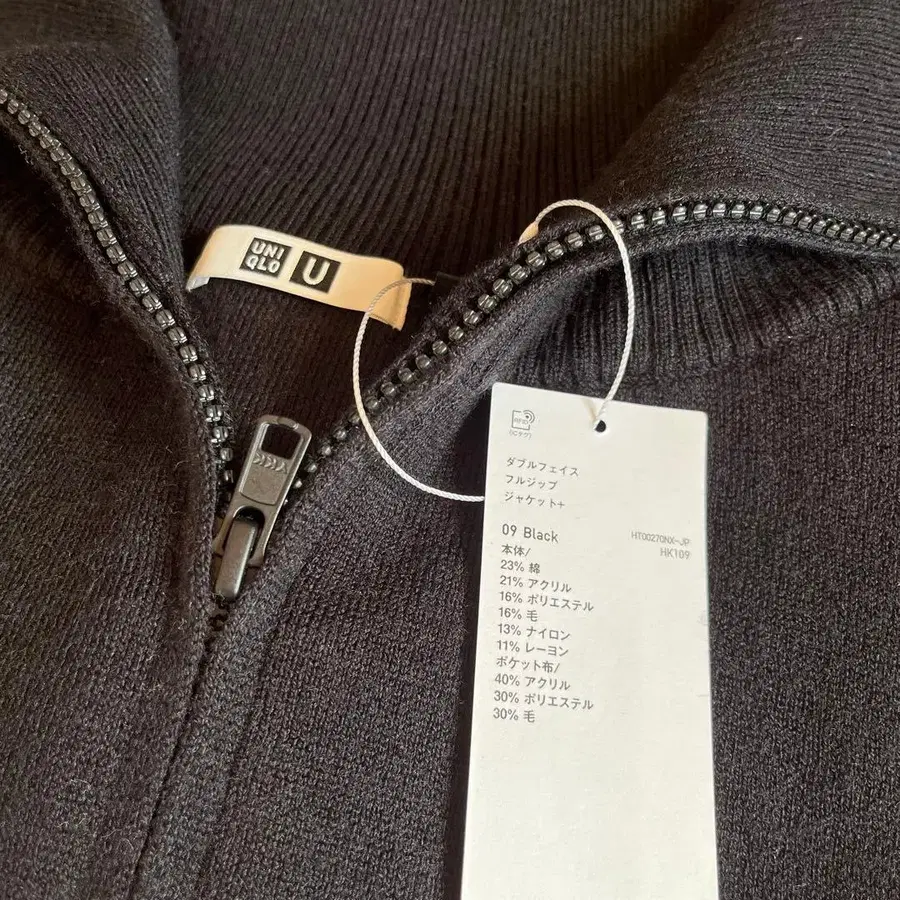 UNI
QLO
U
YKK
RFID
(ICタグ)
ダブルフェイス
フルジップ
ジャケット+
09 Black
HT00270NX-JP
HK109
本体/
23% 綿
21% アクリル
16% ポリエステル
16% 毛
13% ナイロン
11% レーヨン
ポケット布/
40% アクリル
30% ポリエステル
30% 毛